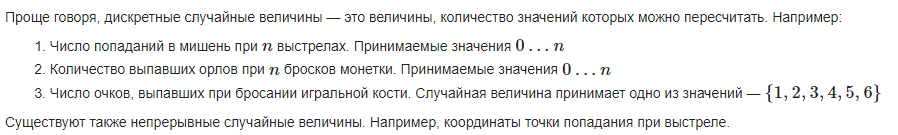 Проще говоря, дискретные случайные величины — это величины, количество значений которых можно пересчитать. Например:
1. Число попаданий в мишень при n выстрелах. Принимаемые значения 0 … n
2. Количество выпавших орлов при n бросков монетки. Принимаемые значения 0 … n
3. Число очков, выпавших при бросании игральной кости. Случайная величина принимает одно из значений — {1, 2, 3, 4, 5, 6}
Существуют также непрерывные случайные величины. Например, координаты точки попадания при выстреле.